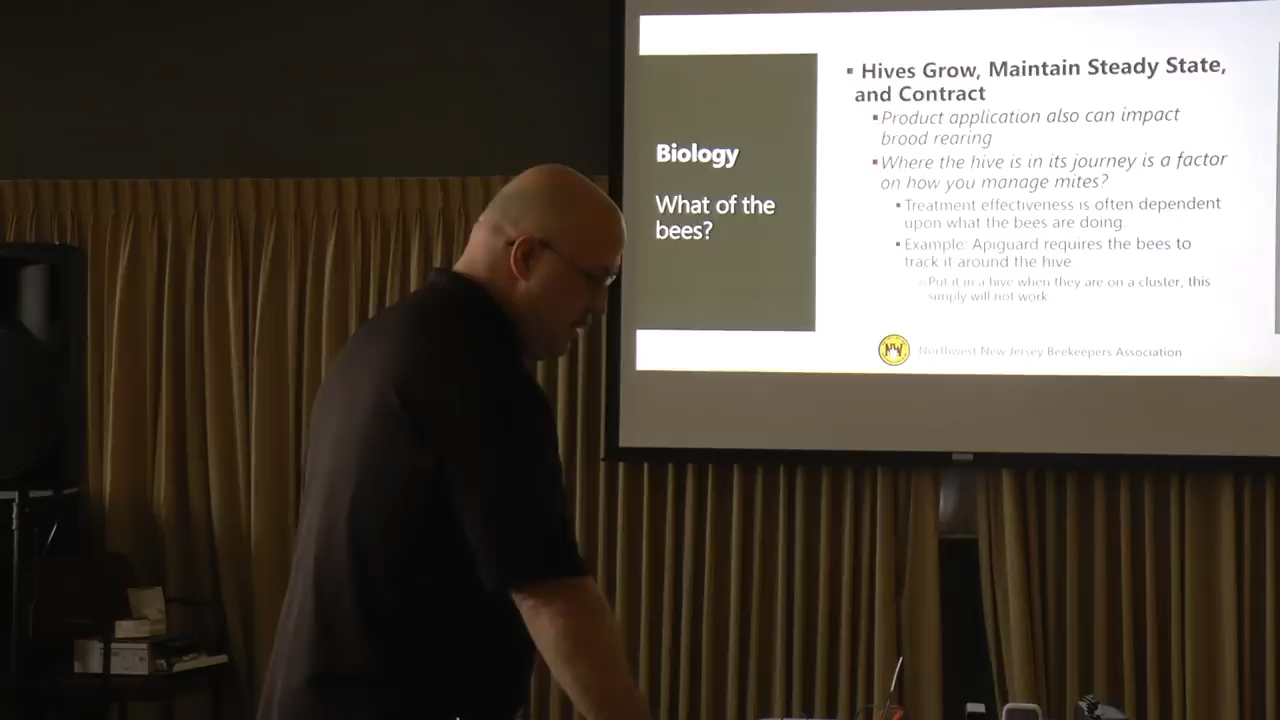 Biology
What of the
bees?
▪ Hives Grow, Maintain Steady State,
and Contract
▪ Product application also can impact
brood rearing
▪ Where the hive is in its journey is a factor
on how you manage mites?
▪ Treatment effectiveness is often dependent
upon what the bees are doing.
▪ Example: Apiguard requires the bees to
track it around the hive.
▫ Put it in a hive when they are on a cluster, this
simply will not work
NW
Northwest New Jersey Beekeepers Association